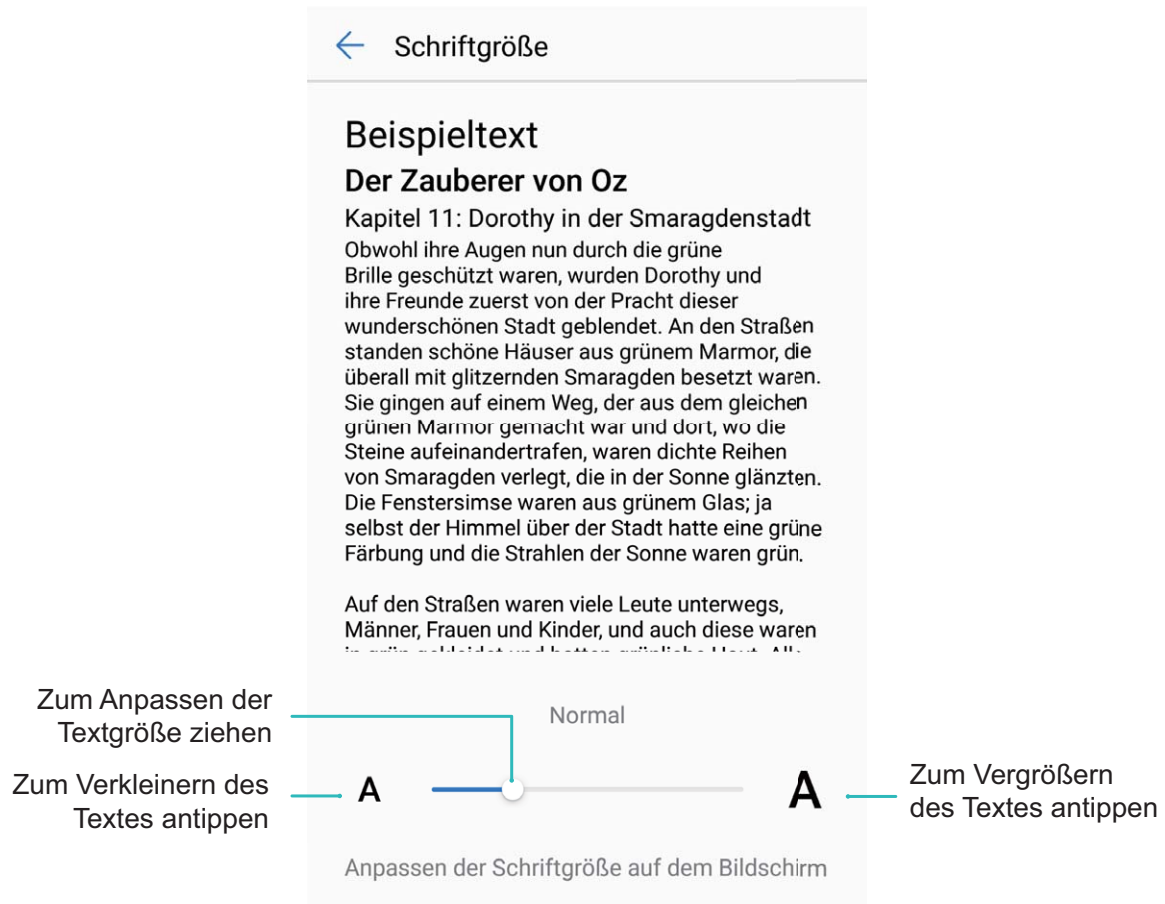 Schriftgröße
Beispieltext
Der Zauberer von Oz
Kapitel 11: Dorothy in der Smaragdenstadt
Obwohl ihre Augen nun durch die grüne
Brille geschützt waren, wurden Dorothy und
ihre Freunde zuerst von der Pracht dieser
wunderschönen Stadt geblendet. An den Straßen
standen schöne Häuser aus grünem Marmor, die
überall mit glitzernden Smaragden besetzt waren.
Sie gingen auf einem Weg, der aus dem gleichen
grünen Marmor gemacht war und dort, wo die
Steine aufeinandertrafen, waren dichte Reihen
von Smaragden verlegt, die in der Sonne glänzten.
Die Fenstersimse waren aus grünem Glas; ja
selbst der Himmel über der Stadt hatte eine grüne
Färbung und die Strahlen der Sonne waren grün.
Auf den Straßen waren viele Leute unterwegs,
Männer, Frauen und Kinder, und auch diese waren
Normal
Zum Anpassen der
Textgröße ziehen
Zum Verkleinern des
Textes antippen
A
A
Zum Vergrößern
des Textes antippen
Anpassen der Schriftgröße auf dem Bildschirm